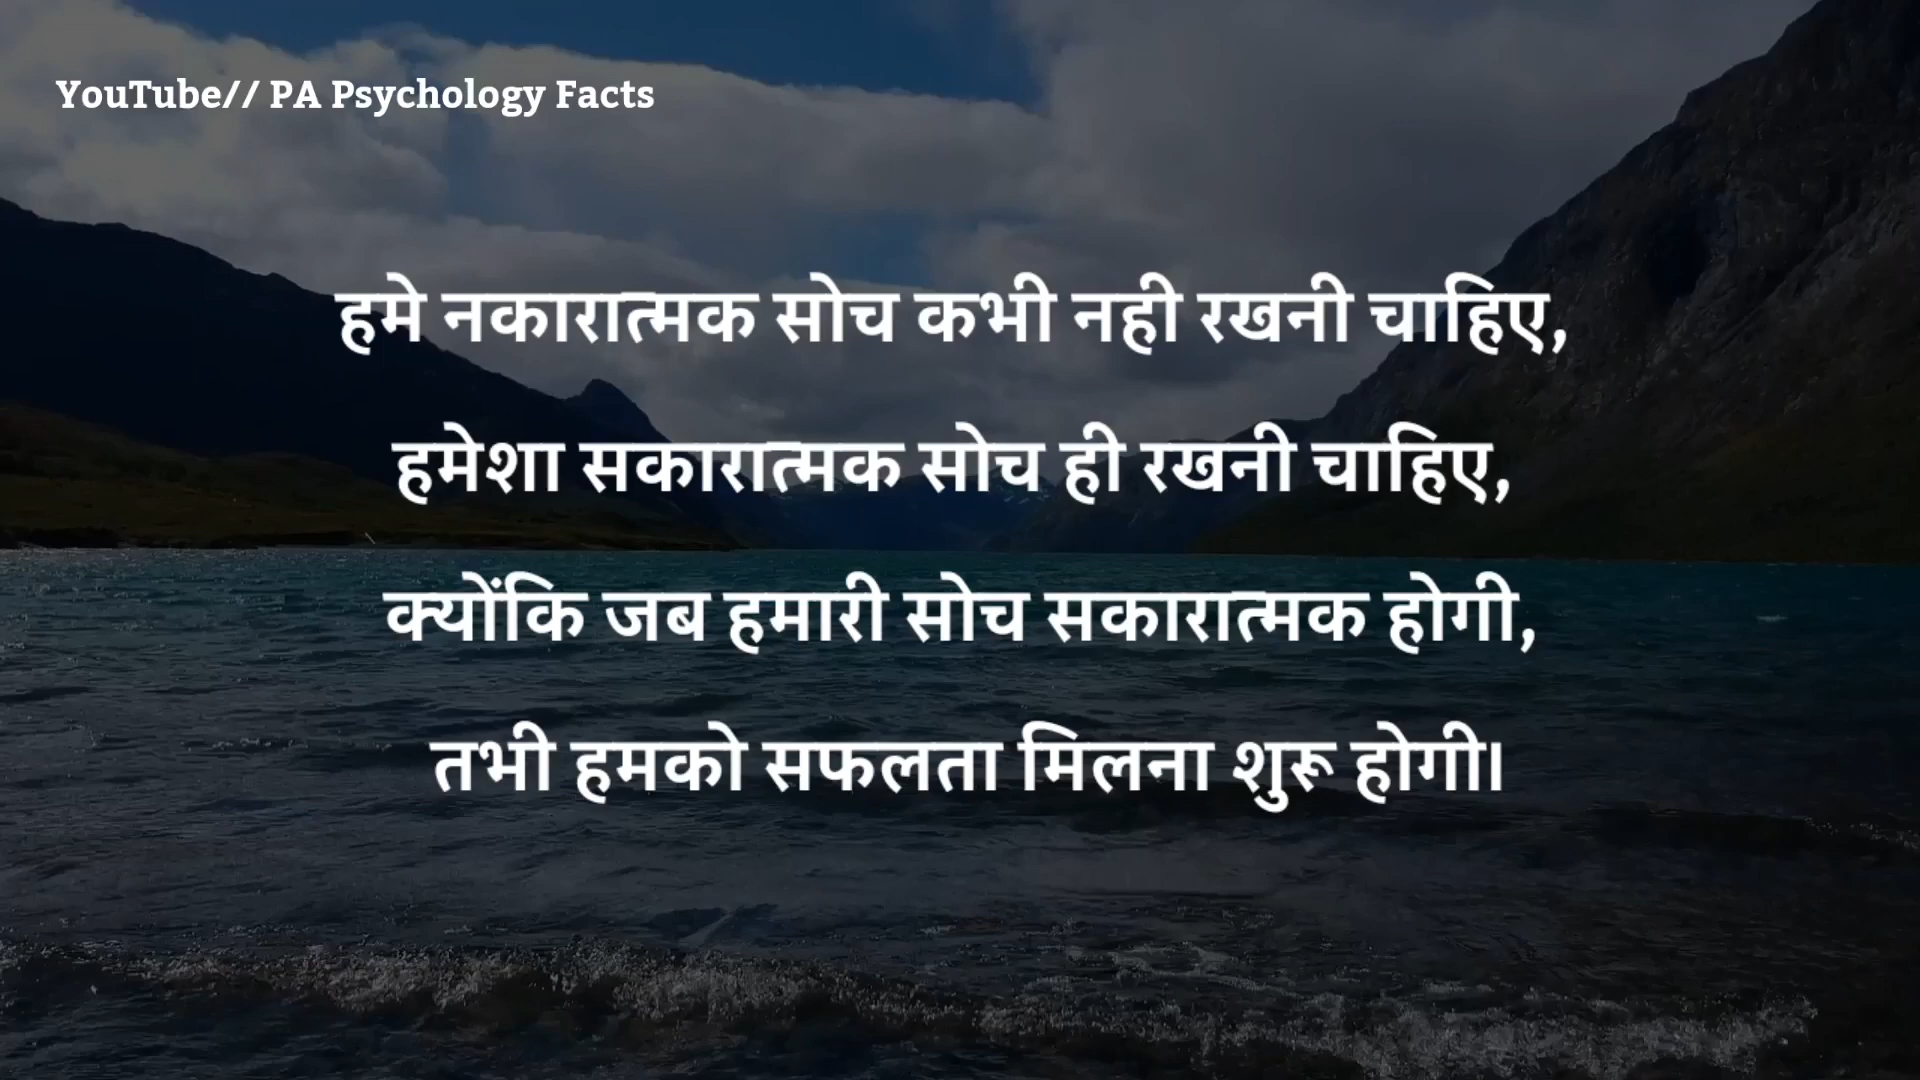 YouTube// PA Psychology Facts
हमे नकारात्मक सोच कभी नही रखनी चाहिए,
हमेशा सकारात्मक सोच ही रखनी चाहिए,
क्योंकि जब हमारी सोच सकारात्मक होगी,
तभी हमको सफलता मिलना शुरू होगी।